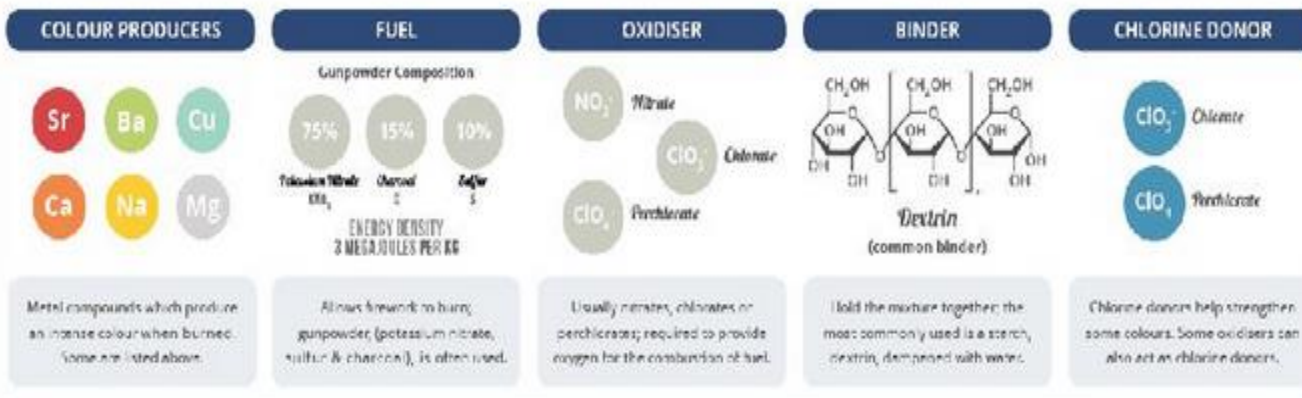 COLOUR PRODUCERS
Sr Ba Cu
Ca Na Mg
Metal compounds which produce
an intense colour when burned.
Some are listed above.
FUEL
Gunpowder Composition
75% 15% 10%
Potassium Nitrate Charcoal Sulfur
C S
ENERGY DENSITY
3 MEGAJOULES PER KG
Allows firework to burn;
gunpowder, (potassium nitrate,
sulfur & charcoal), is often used.
OXIDISER
Nitrate
Chlorate
Perchlorate
Usually nitrates, chlorates or
perchlorates; required to provide
oxygen for the combustion of fuel.
BINDER
CH₂OH CH₂OH CH₂OH
OH OH OH
OH OH
OH OH OH
Dextrin
(common binder)
Hold the mixture together; the
most commonly used is a starch,
dextrin, dampened with water.
CHLORINE DONOR
ClO₃⁻ Chlorate
ClO₄⁻ Perchlorate
Chlorine donors help strengthen
some colours. Some oxidisers can
also act as chlorine donors.